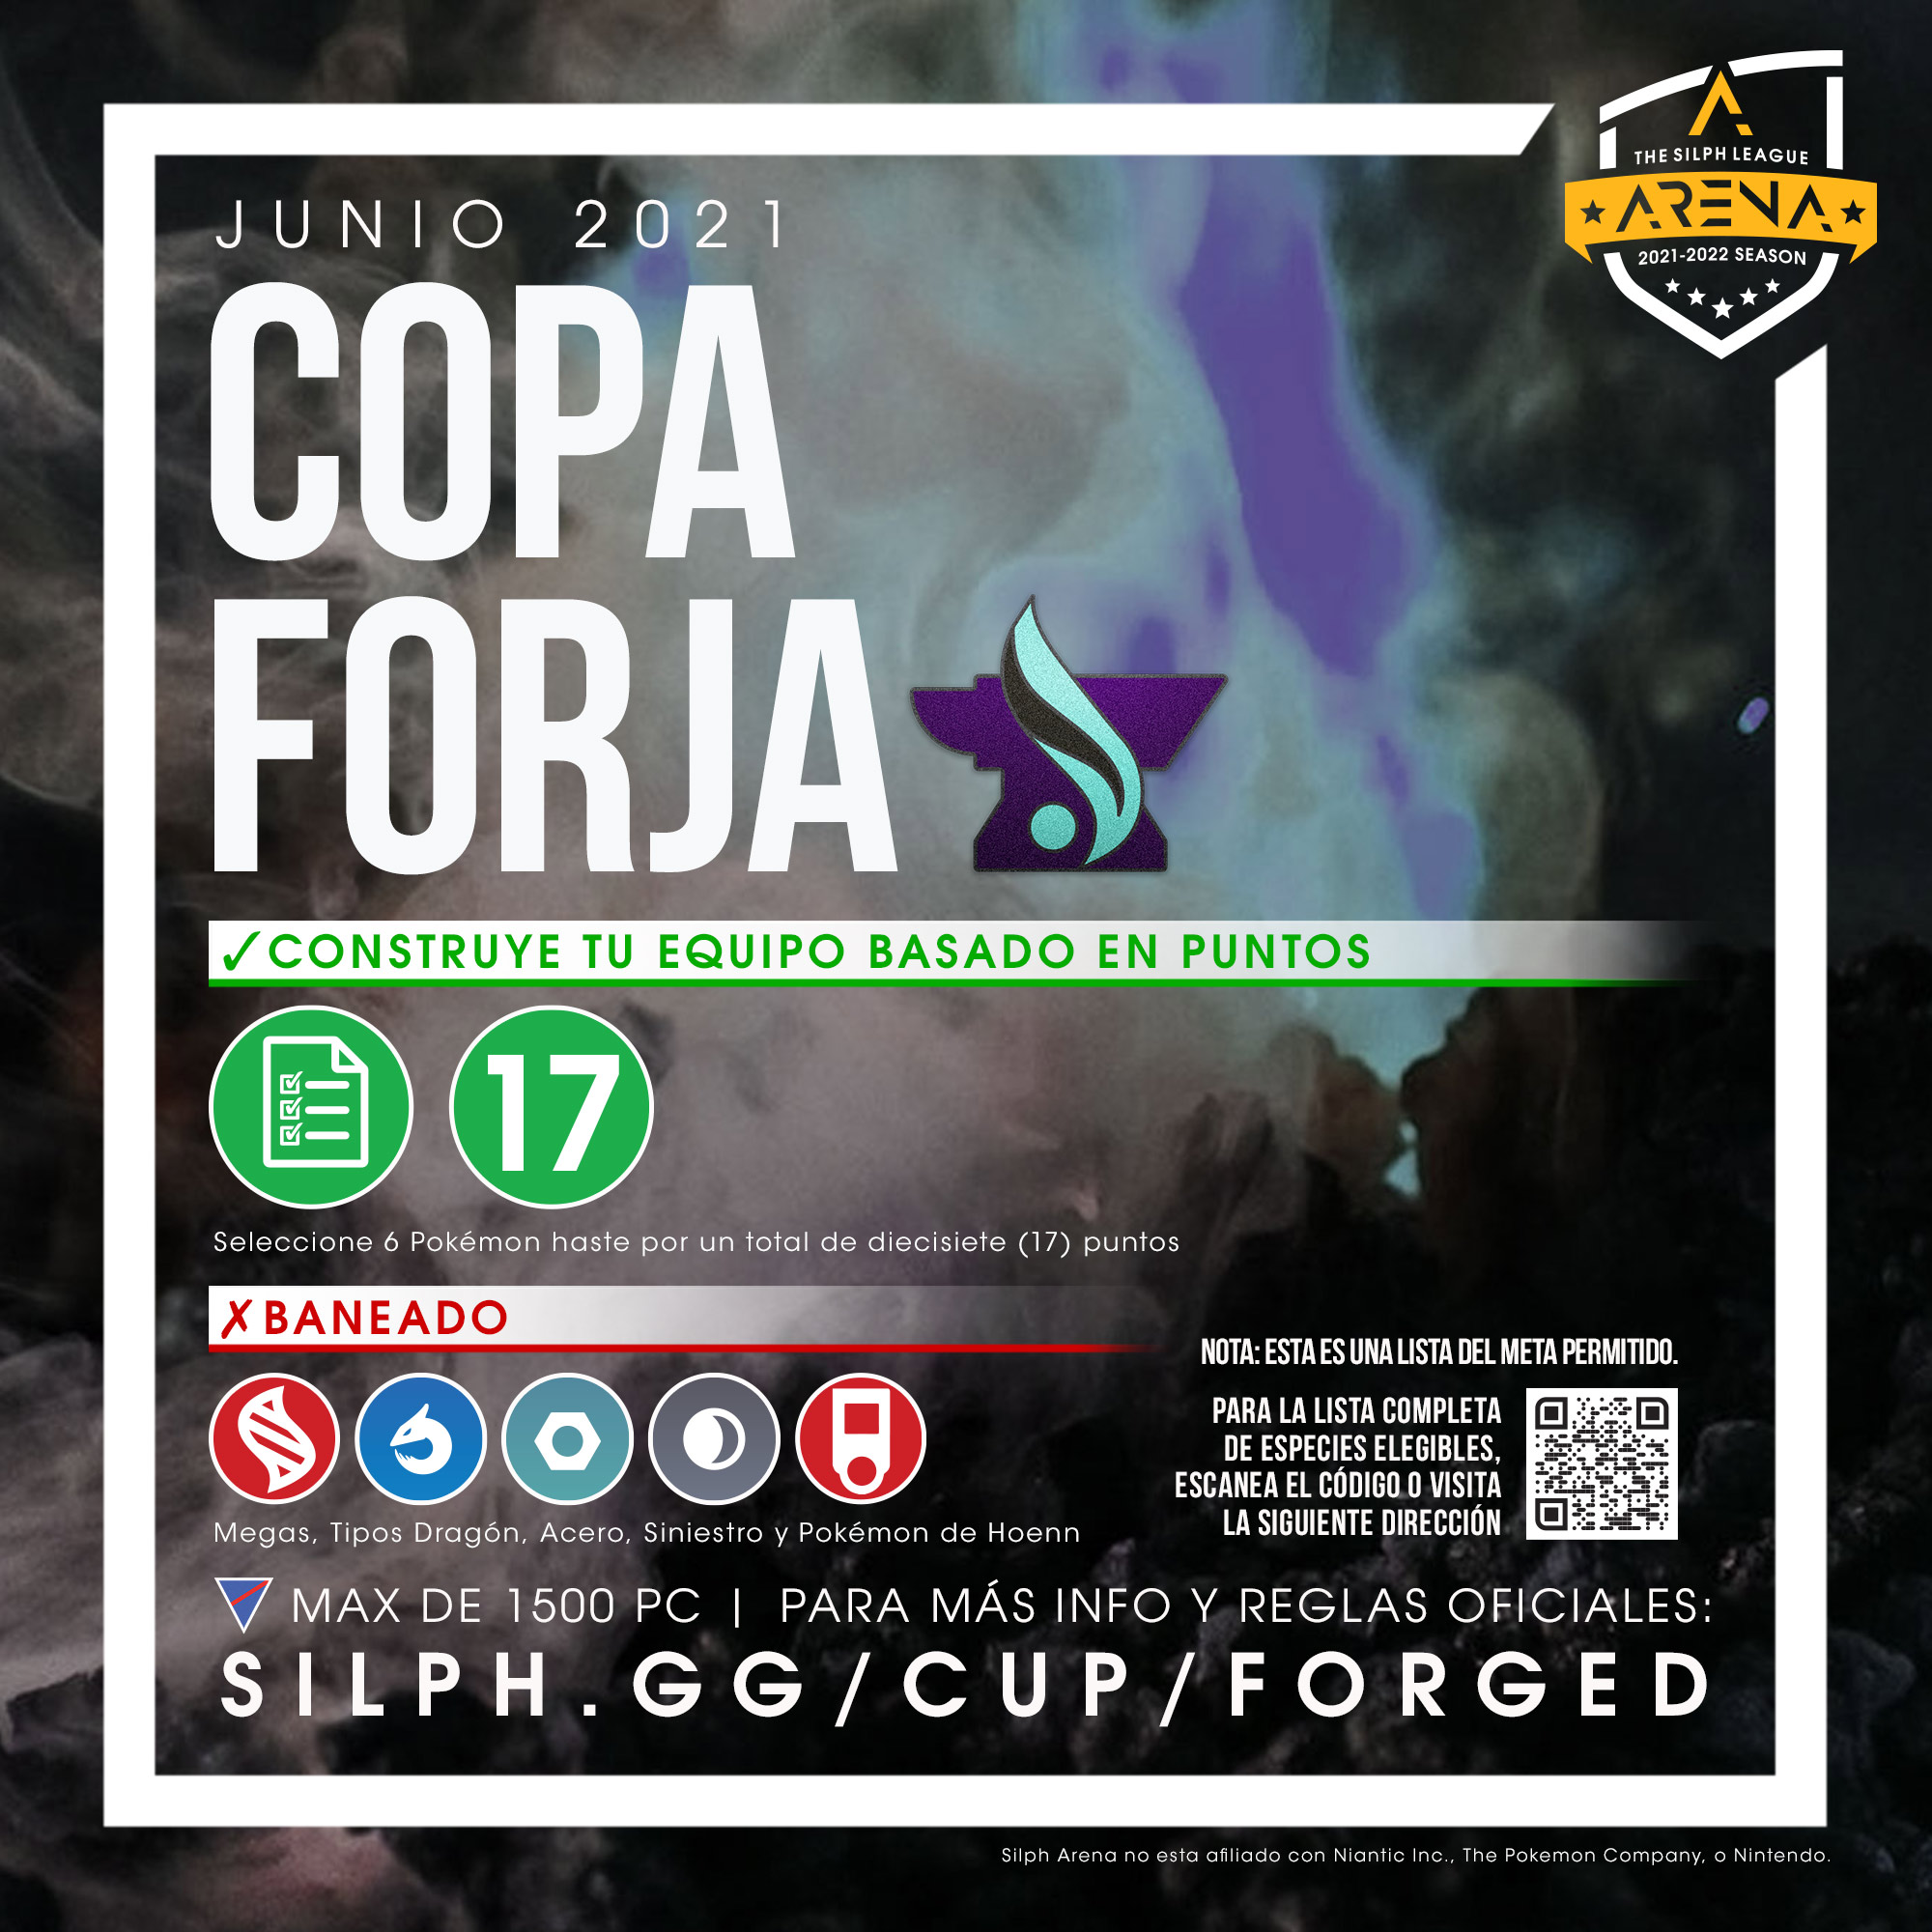 THE SILPH LEAGUE
ARENA
2021-2022 SEASON
JUNIO 2021
COPA
FORJA
✓CONSTRUYE TU EQUIPO BASADO EN PUNTOS
17
Seleccione 6 Pokémon haste por un total de diecisiete (17) puntos
✗BANEADO
Megas, Tipos Dragón, Acero, Siniestro y Pokémon de Hoenn
NOTA: ESTA ES UNA LISTA DEL META PERMITIDO.
PARA LA LISTA COMPLETA
DE ESPECIES ELEGIBLES,
ESCANEA EL CÓDIGO O VISITA
LA SIGUIENTE DIRECCIÓN
MAX DE 1500 PC | PARA MÁS INFO Y REGLAS OFICIALES:
SILPH.GG/CUP/FORGED
Silph Arena no esta afiliado con Niantic Inc., The Pokemon Company, o Nintendo.